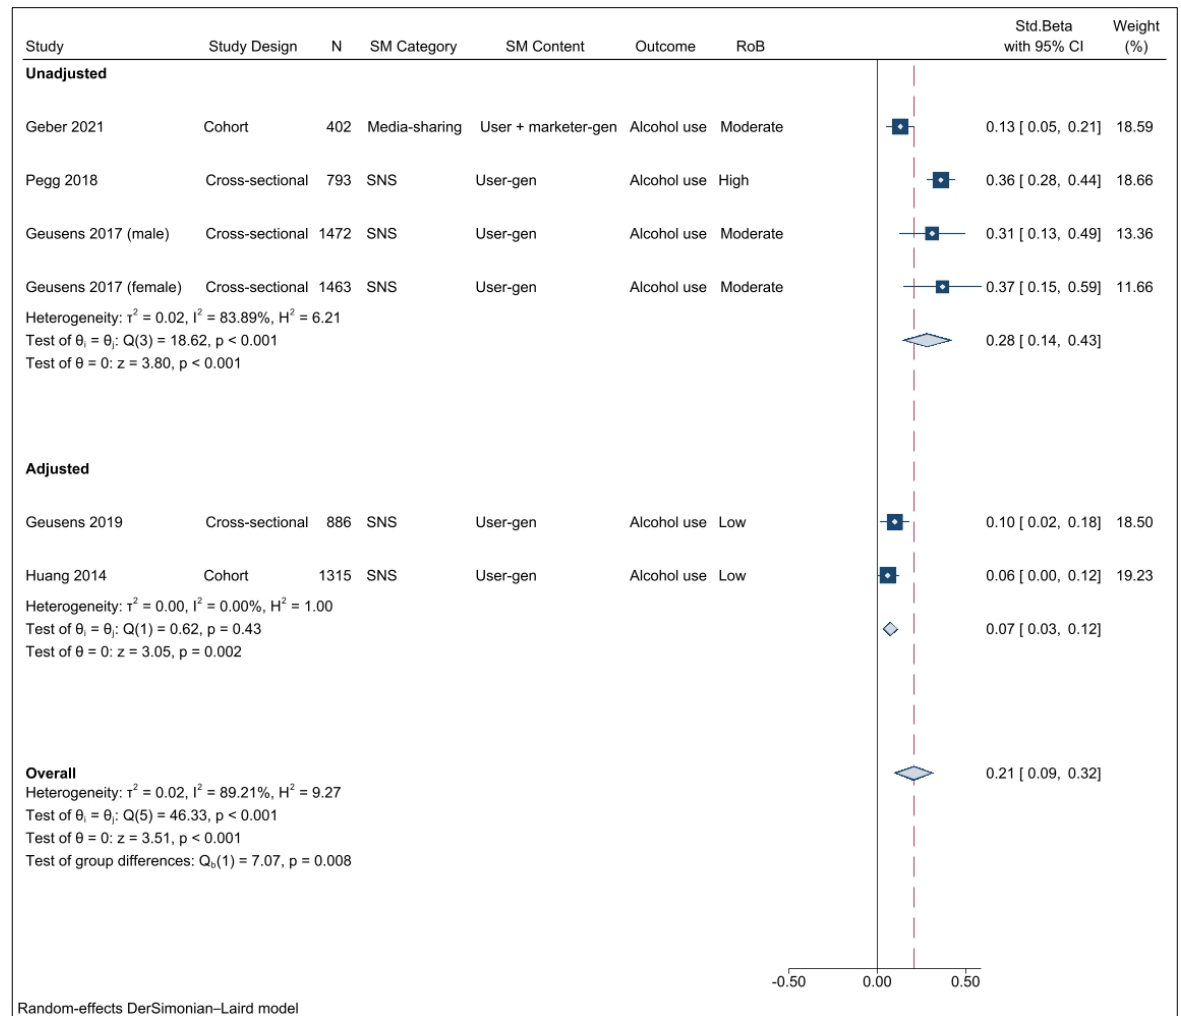 Std.Beta Weight
Study Study Design N SM Category SM Content Outcome RoB with 95% CI (%)
Unadjusted
Geber 2021 Cohort 402 Media-sharing User + marketer-gen Alcohol use Moderate 0.13 [ 0.05, 0.21] 18.59
Pegg 2018 Cross-sectional 793 SNS User-gen Alcohol use High 0.36 [ 0.28, 0.44] 18.66
Geusens 2017 (male) Cross-sectional 1472 SNS User-gen Alcohol use Moderate 0.31 [ 0.13, 0.49] 13.36
Geusens 2017 (female) Cross-sectional 1463 SNS User-gen Alcohol use Moderate 0.37 [ 0.15, 0.59] 11.66
Heterogeneity: τ² = 0.02, I² = 83.89%, H² = 6.21
Test of θᵢ = θⱼ: Q(3) = 18.62, p < 0.001 0.28 [ 0.14, 0.43]
Test of θ = 0: z = 3.80, p < 0.001
Adjusted
Geusens 2019 Cross-sectional 886 SNS User-gen Alcohol use Low 0.10 [ 0.02, 0.18] 18.50
Huang 2014 Cohort 1315 SNS User-gen Alcohol use Low 0.06 [ 0.00, 0.12] 19.23
Heterogeneity: τ² = 0.00, I² = 0.00%, H² = 1.00
Test of θᵢ = θⱼ: Q(1) = 0.62, p = 0.43 0.07 [ 0.03, 0.12]
Test of θ = 0: z = 3.05, p = 0.002
Overall 0.21 [ 0.09, 0.32]
Heterogeneity: τ² = 0.02, I² = 89.21%, H² = 9.27
Test of θᵢ = θⱼ: Q(5) = 46.33, p < 0.001
Test of θ = 0: z = 3.51, p < 0.001
Test of group differences: Q_b(1) = 7.07, p = 0.008
-0.50 0.00 0.50
Random-effects DerSimonian–Laird model